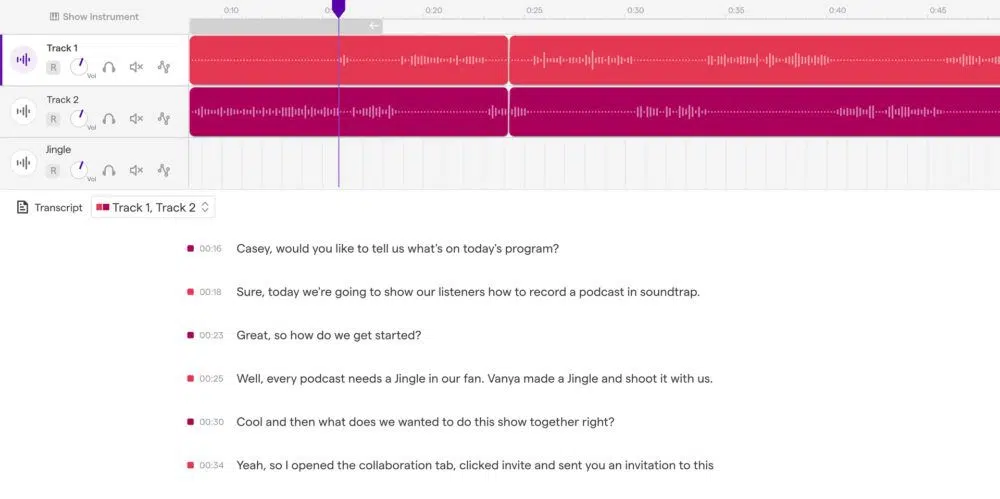 Show Instrument
0:10
0:20
0:25
0:30
0:35
0:40
0:45
Track 1
R
Vol
Track 2
R
Vol
Jingle
R
Vol
Transcript Track 1, Track 2
00:16 Casey, would you like to tell us what's on today's program?
00:18 Sure, today we're going to show our listeners how to record a podcast in soundtrap.
00:23 Great, so how do we get started?
00:25 Well, every podcast needs a Jingle in our fan. Vanya made a Jingle and shoot it with us.
00:30 Cool and then what does we wanted to do this show together right?
00:34 Yeah, so I opened the collaboration tab, clicked invite and sent you an invitation to this